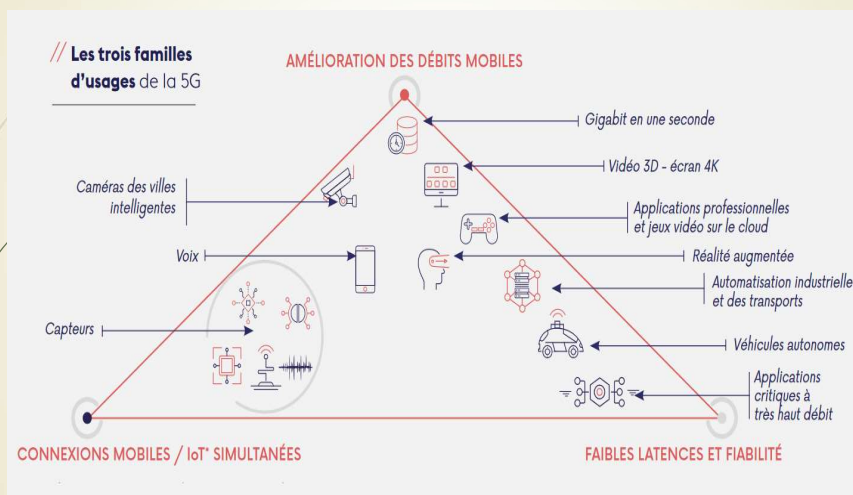 // Les trois familles
d'usages de la 5G
AMÉLIORATION DES DÉBITS MOBILES
Gigabit en une seconde
Vidéo 3D - écran 4K
Caméras des villes
intelligentes
Applications professionnelles
et jeux vidéo sur le cloud
Voix
Réalité augmentée
Automatisation industrielle
et des transports
Capteurs
Véhicules autonomes
Applications
critiques à
très haut débit
CONNEXIONS MOBILES / IoT* SIMULTANÉES
FAIBLES LATENCES ET FIABILITÉ